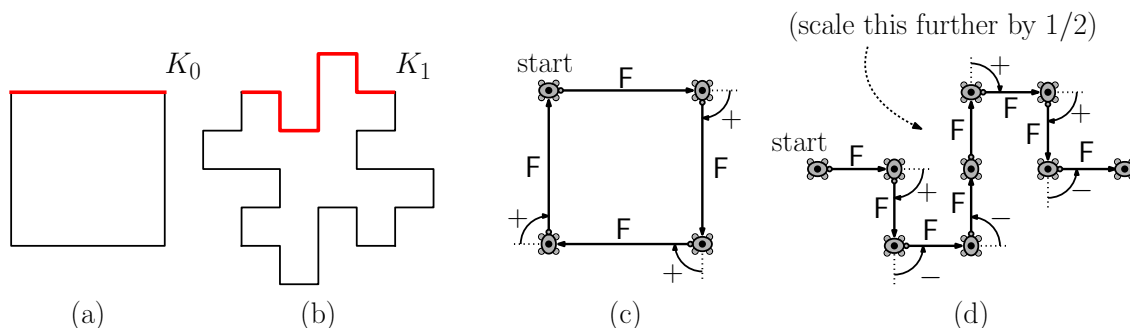 (scale this further by 1/2)
K₀
K₁
start
F
+
F
+
F
+
F
+
start
F
+
F
−
F
−
F
F
+
F
+
F
−
F
(a)
(b)
(c)
(d)